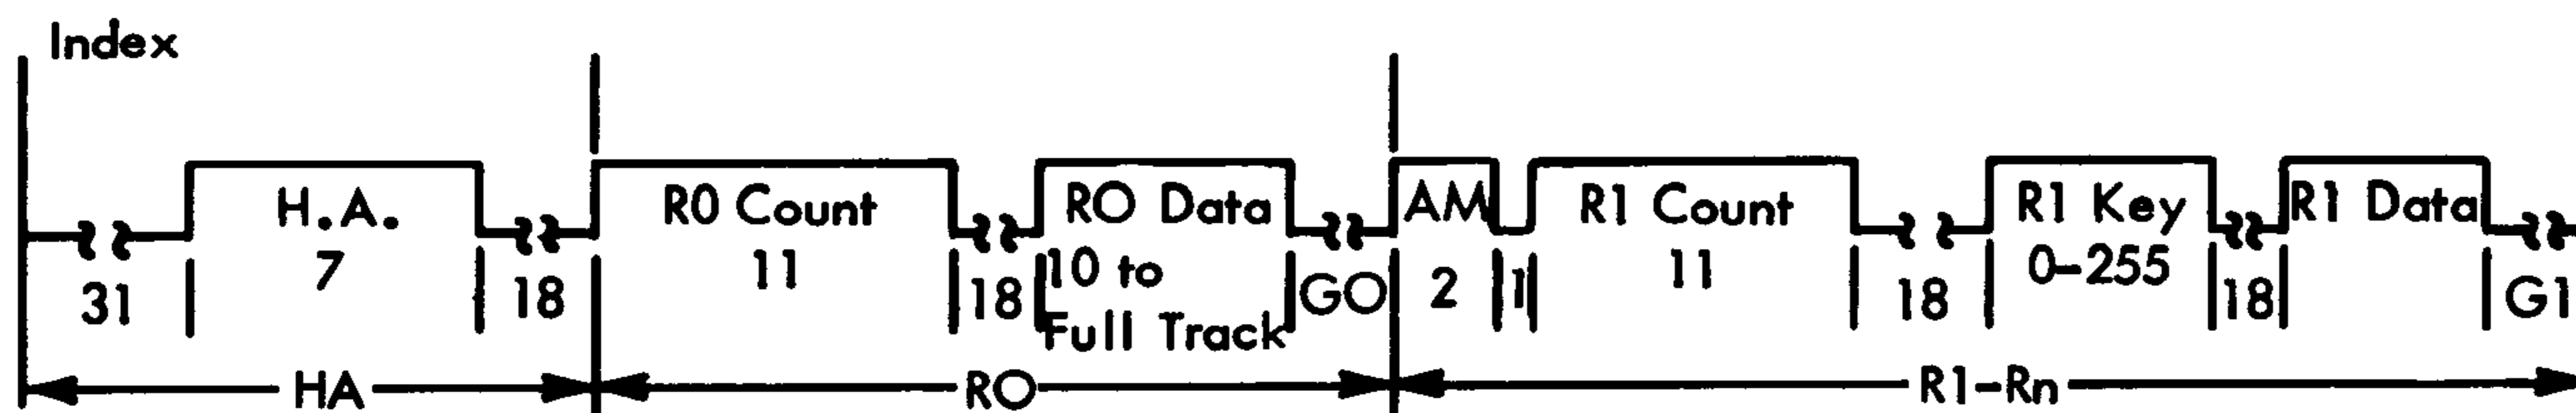 Index
H.A. R0 Count RO Data AM R1 Count R1 Key R1 Data
7 11 10 to 2 1 11 0-255
31 18 18 Full Track GO 18 18 G1
HA RO R1-Rn